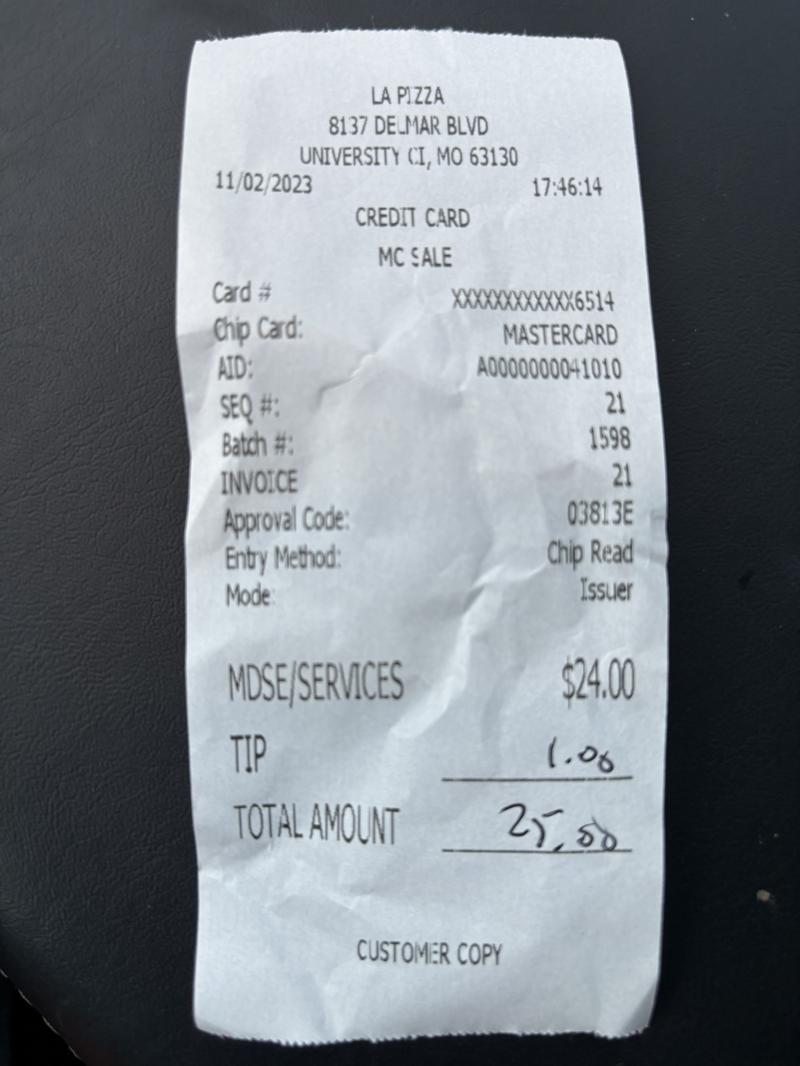 LA PIZZA
8137 DELMAR BLVD
UNIVERSITY CI, MO 63130
11/02/2023 17:46:14
CREDIT CARD
MC SALE
Card # XXXXXXXXXXXX6514
Chip Card: MASTERCARD
AID: A0000000041010
SEQ #: 21
Batch #: 1598
INVOICE 21
Approval Code: 03813E
Entry Method: Chip Read
Mode: Issuer
MDSE/SERVICES $24.00
TIP 1.00
TOTAL AMOUNT 25.00
CUSTOMER COPY